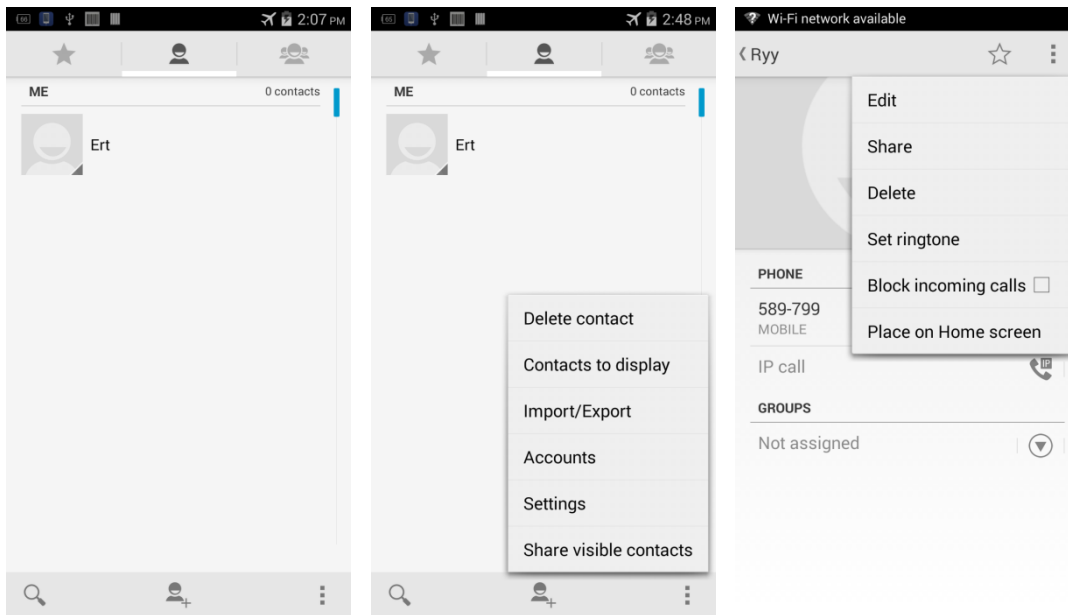 2:07 PM
ME
0 contacts
Ert
2:48 PM
ME
0 contacts
Ert
Delete contact
Contacts to display
Import/Export
Accounts
Settings
Share visible contacts
Wi-Fi network available
Ryy
Edit
Share
Delete
Set ringtone
Block incoming calls
Place on Home screen
PHONE
589-799
MOBILE
IP call
IP
GROUPS
Not assigned